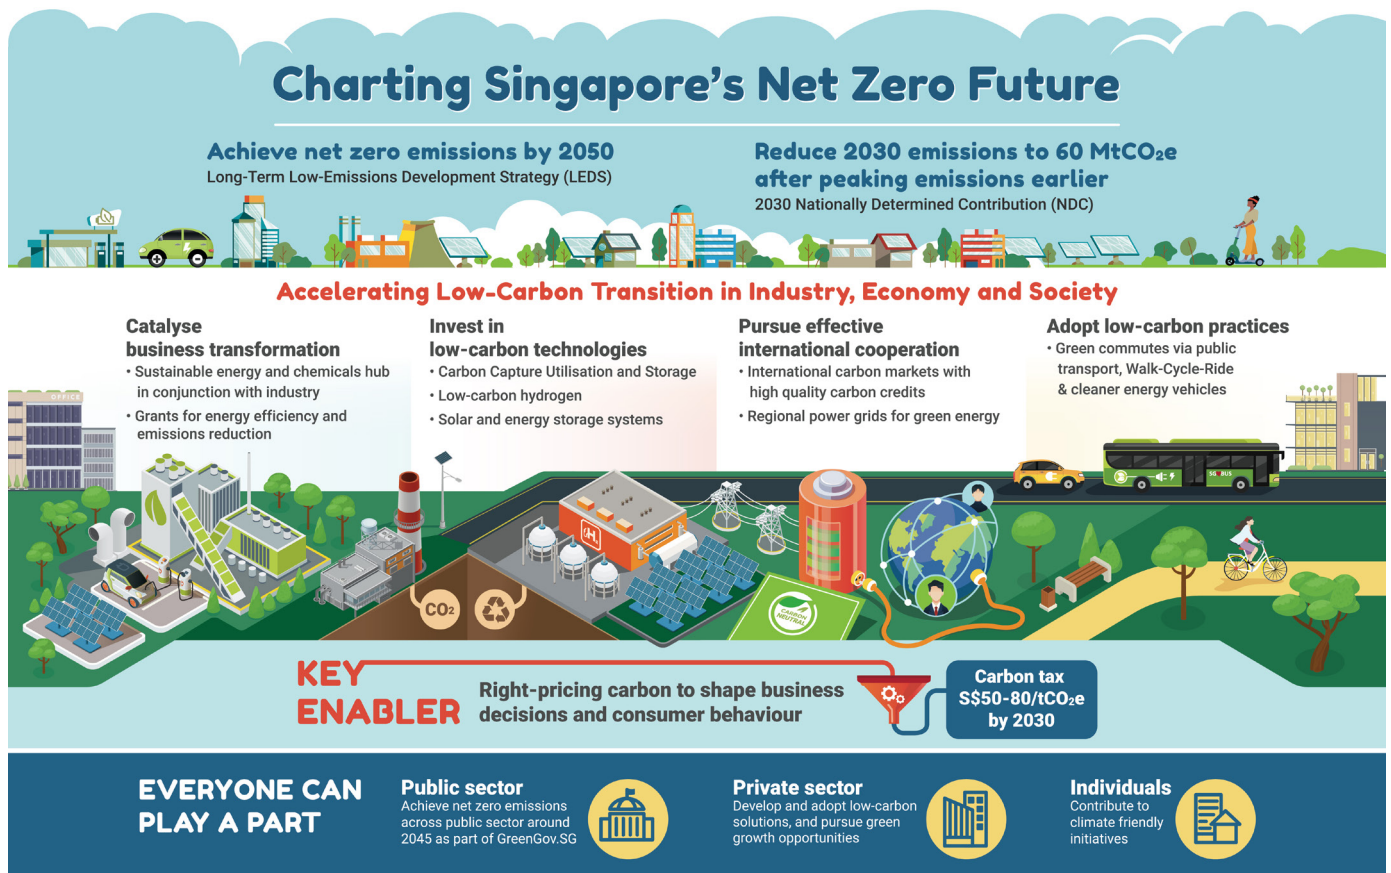 Charting Singapore's Net Zero Future
Achieve net zero emissions by 2050
Long-Term Low-Emissions Development Strategy (LEDS)
Reduce 2030 emissions to 60 MtCO₂e
after peaking emissions earlier
2030 Nationally Determined Contribution (NDC)
Accelerating Low-Carbon Transition in Industry, Economy and Society
Catalyse
business transformation
• Sustainable energy and chemicals hub
in conjunction with industry
• Grants for energy efficiency and
emissions reduction
Invest in
low-carbon technologies
• Carbon Capture Utilisation and Storage
• Low-carbon hydrogen
• Solar and energy storage systems
Pursue effective
international cooperation
• International carbon markets with
high quality carbon credits
• Regional power grids for green energy
Adopt low-carbon practices
• Green commutes via public
transport, Walk-Cycle-Ride
& cleaner energy vehicles
OFFICE
SG♥BUS
H₂
CO₂
CARBON
NEUTRAL
KEY
ENABLER
Right-pricing carbon to shape business
decisions and consumer behaviour
Carbon tax
S$50-80/tCO₂e
by 2030
EVERYONE CAN
PLAY A PART
Public sector
Achieve net zero emissions
across public sector around
2045 as part of GreenGov.SG
Private sector
Develop and adopt low-carbon
solutions, and pursue green
growth opportunities
Individuals
Contribute to
climate friendly
initiatives